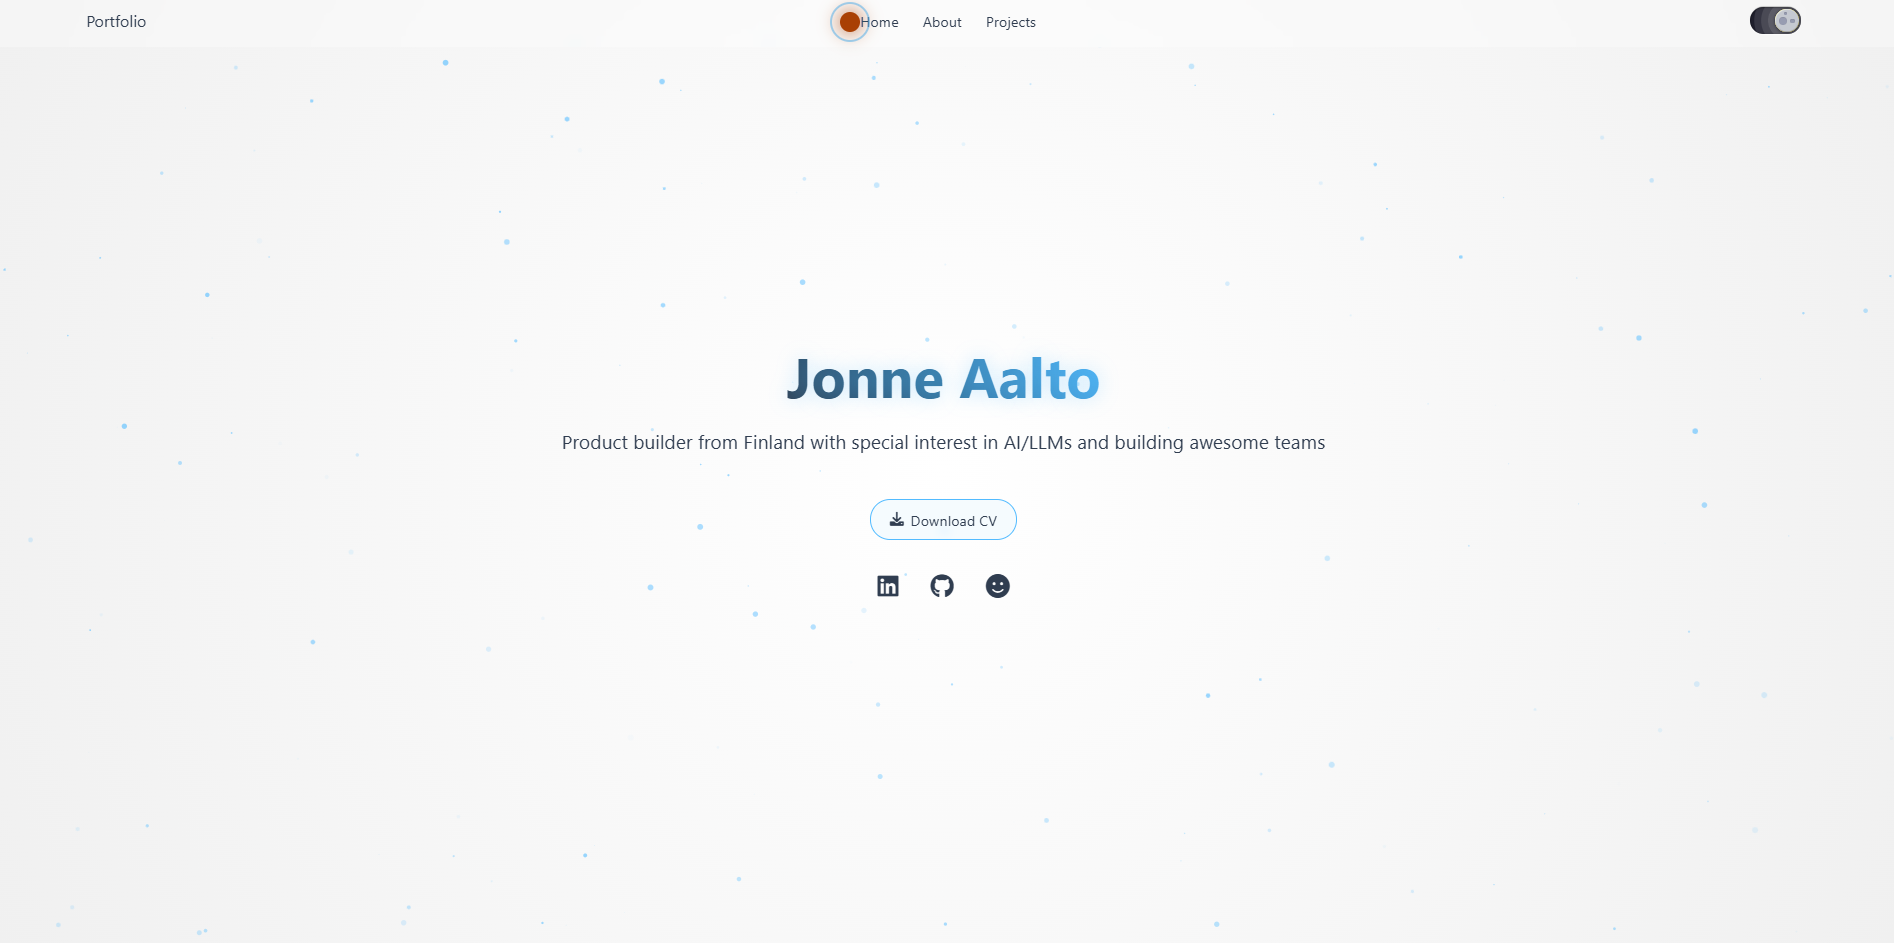 Portfolio
Home About Projects
Jonne Aalto
Product builder from Finland with special interest in AI/LLMs and building awesome teams
Download CV
in